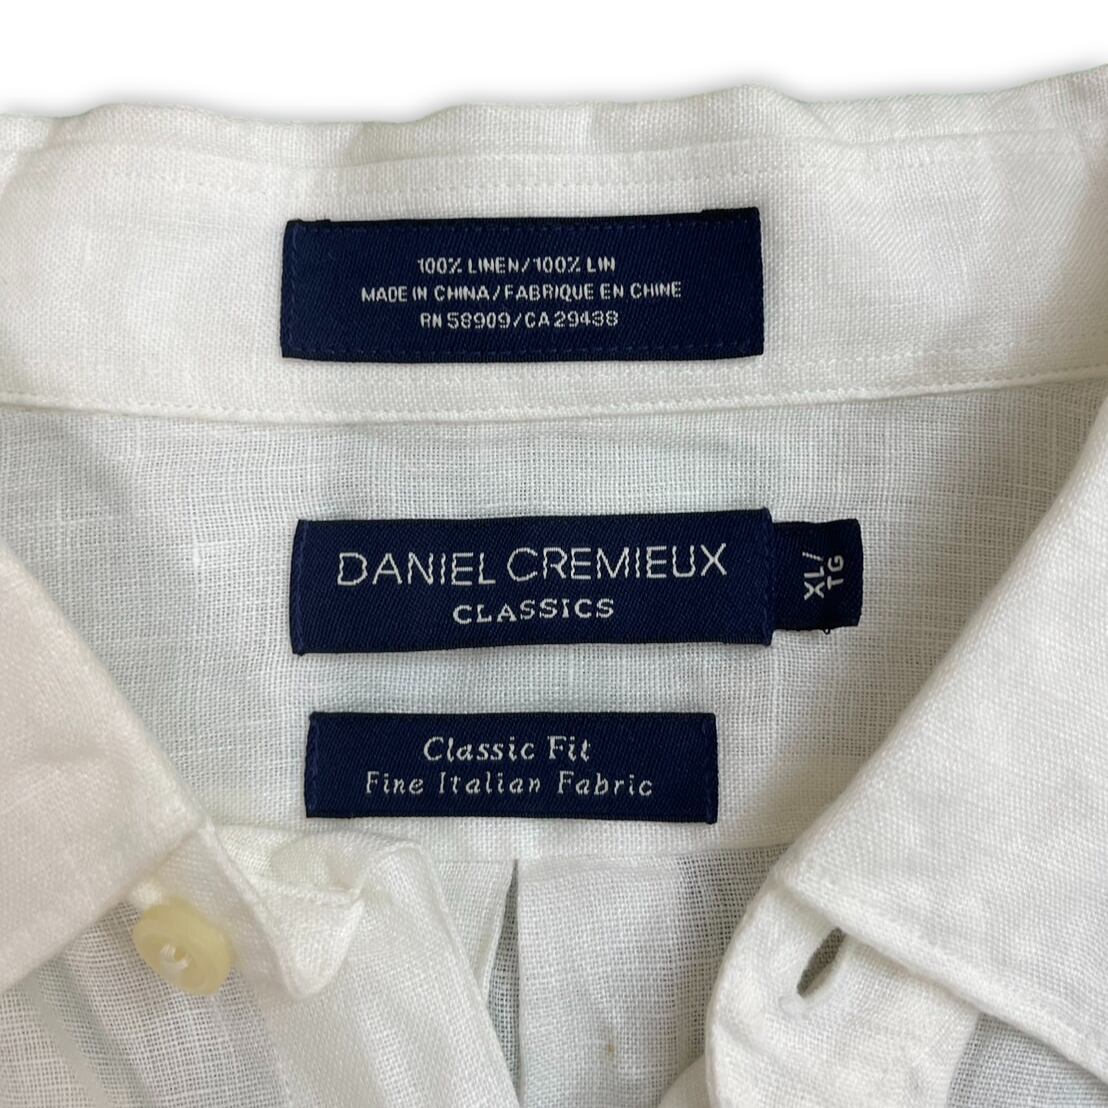 100% LINEN/100% LIN
MADE IN CHINA/FABRIQUE EN CHINE
RN 58909/CA 29438
DANIEL CREMIEUX
CLASSICS
XL/
TG
Classic Fit
Fine Italian Fabric